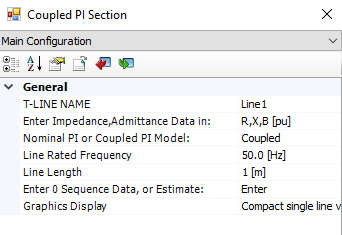 Coupled PI Section
Main Configuration
General
T-LINE NAME Line1
Enter Impedance,Admittance Data in: R,X,B [pu]
Nominal PI or Coupled PI Model: Coupled
Line Rated Frequency 50.0 [Hz]
Line Length 1 [m]
Enter 0 Sequence Data, or Estimate: Enter
Graphics Display Compact single line v